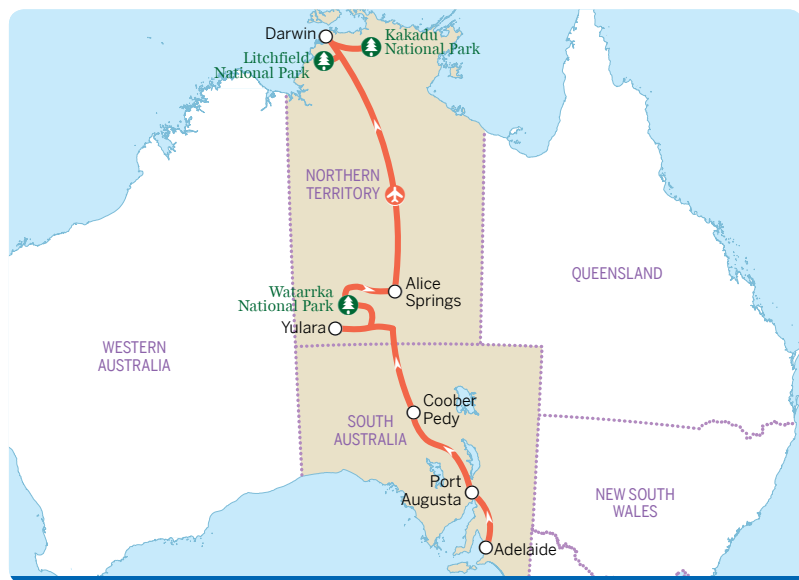 Darwin
Kakadu
National Park
Litchfield
National Park
NORTHERN
TERRITORY
QUEENSLAND
Alice
Springs
Watarrka
National Park
Yulara
WESTERN
AUSTRALIA
Coober
Pedy
SOUTH
AUSTRALIA
Port
Augusta
NEW SOUTH
WALES
Adelaide